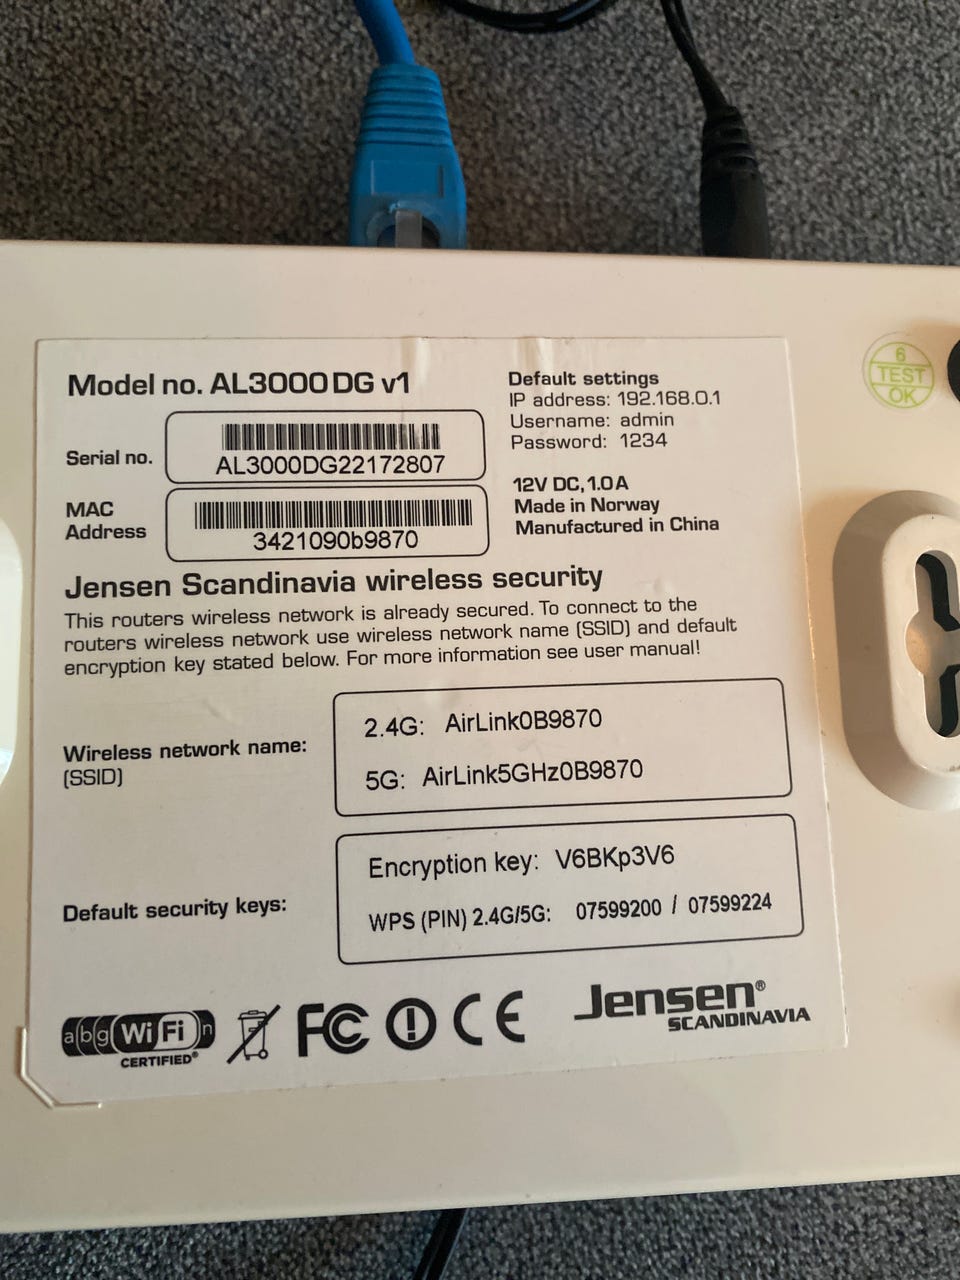 Model no. AL3000DG v1
Serial no.
AL3000DG22172807
MAC
Address
3421090b9870
Default settings
IP address: 192.168.0.1
Username: admin
Password: 1234
12V DC, 1.0A
Made in Norway
Manufactured in China
6
TEST
OK
Jensen Scandinavia wireless security
This routers wireless network is already secured. To connect to the
routers wireless network use wireless network name (SSID) and default
encryption key stated below. For more information see user manual!
Wireless network name:
(SSID)
2.4G: AirLink0B9870
5G: AirLink5GHz0B9870
Default security keys:
Encryption key: V6BKp3V6
WPS (PIN) 2.4G/5G: 07599200 / 07599224
abg Wi Fi n
CERTIFIED®
FC
CE
Jensen®
SCANDINAVIA